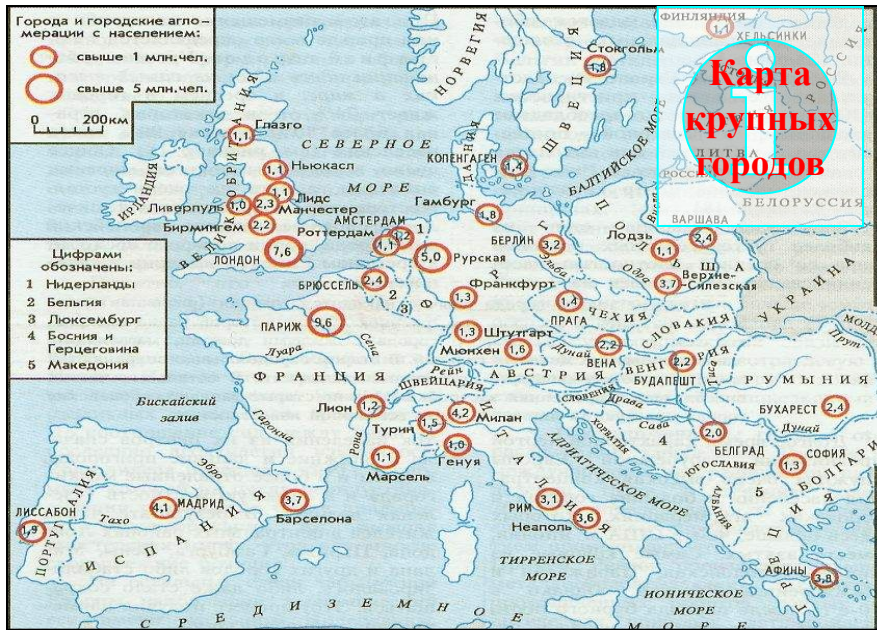 Города и городские агло-
мерации с населением:
свыше 1 млн.чел.
свыше 5 млн.чел.
0 200км
Карта
крупных
городов
ФИНЛЯНДИЯ
1,1
ХЕЛЬСИНКИ
РОССИЯ
ЛИТВА
БЕЛОРУССИЯ
НОРВЕГИЯ
Стокгольм
1,8
ШВЕЦИЯ
Глазго
1,1
СЕВЕРНОЕ
МОРЕ
ДАНИЯ
КОПЕНГАГЕН
1,4
БАЛТИЙСКОЕ МОРЕ
ВЕЛИКОБРИТАНИЯ
ИРЛАНДИЯ
Ньюкасл
1,1
Лидс
1,1
Ливерпуль
1,0
2,3
Манчестер
Бирмингем
2,2
ЛОНДОН
7,6
АМСТЕРДАМ
1,2
1
Роттердам
1,1
Гамбург
1,8
БЕРЛИН
3,2
Эльба
5,0
Рурская
ФРГ
ПОЛЬША
Висла
ВАРШАВА
2,4
Лодзь
1,1
Одра
3,7
Верхне-
Силезская
УКРАИНА
Цифрами
обозначены:
1 Нидерланды
2 Бельгия
3 Люксембург
4 Босния и
Герцеговина
5 Македония
БРЮССЕЛЬ
2,4
2
3
Франкфурт
1,3
ПРАГА
1,4
ЧЕХИЯ
СЛОВАКИЯ
ПАРИЖ
9,6
Сена
Луара
1,3
Штутгарт
Мюнхен
1,6
Дунай
2,2
ВЕНА
ВЕНГРИЯ
2,2
БУДАПЕШТ
Тиса
МОЛД
Прут
ФРАНЦИЯ
Рейн
ШВЕЙЦАРИЯ
АВСТРИЯ
СЛОВЕНИЯ
Драва
РУМЫНИЯ
БУХАРЕСТ
2,4
Бискайский
залив
Гаронна
Лион
1,2
Рона
4,2
Милан
Турин
1,5
Генуя
1,0
Марсель
1,1
ХОРВАТИЯ
Сава
4
2,0
БЕЛГРАД
ЮГОСЛАВИЯ
Дунай
СОФИЯ
1,3
БОЛГАРИ
ИТАЛИЯ
АДРИАТИЧЕСКОЕ МОРЕ
АЛБАНИЯ
5
Эбро
ЛИССАБОН
1,9
ПОРТУГАЛИЯ
Тахо
4,1
МАДРИД
ИСПАНИЯ
3,7
Барселона
РИМ
3,1
Неаполь
3,6
ТИРРЕНСКОЕ
МОРЕ
ИОНИЧЕСКОЕ
МОРЕ
ГРЕЦИЯ
АФИНЫ
3,8
СРЕДИЗЕМНОЕ
МОРЕ